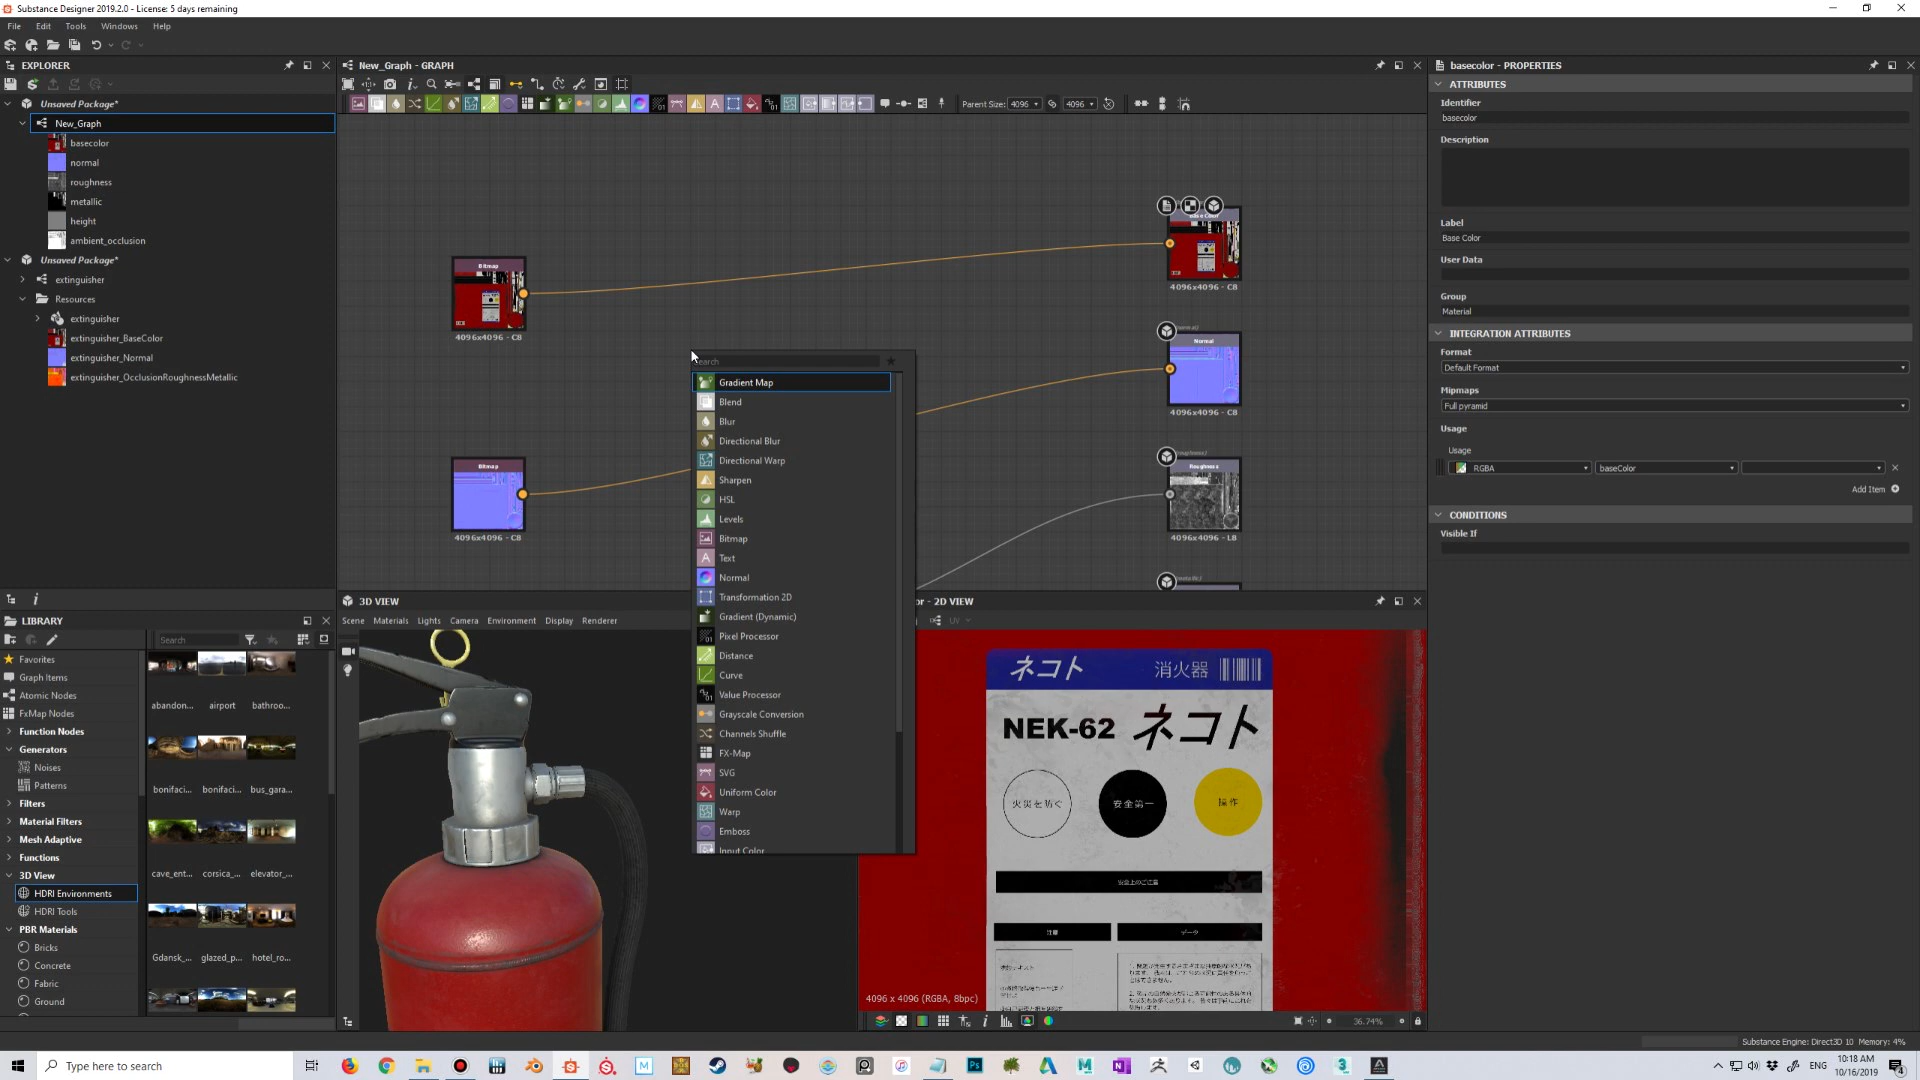 Substance Designer 2019.2.0 - License: 5 days remaining
File Edit Tools Windows Help
EXPLORER
Unsaved Package*
New_Graph
basecolor
normal
roughness
metallic
height
ambient_occlusion
Unsaved Package*
extinguisher
Resources
extinguisher
extinguisher_BaseColor
extinguisher_Normal
extinguisher_OcclusionRoughnessMetallic
New_Graph - GRAPH
Parent Size: 4096 4096
Bitmap
4096x4096 - C8
Bitmap
4096x4096 - C8
Base Color
4096x4096 - C8
Normal
4096x4096 - C8
Roughness
4096x4096 - L8
Gradient Map
Blend
Blur
Directional Blur
Directional Warp
Sharpen
HSL
Levels
Bitmap
Text
Normal
Transformation 2D
Gradient (Dynamic)
Pixel Processor
Distance
Curve
Value Processor
Grayscale Conversion
Channels Shuffle
FX-Map
SVG
Uniform Color
Warp
Emboss
Input Color
basecolor - PROPERTIES
ATTRIBUTES
Identifier
basecolor
Description
Label
Base Color
User Data
Group
Material
INTEGRATION ATTRIBUTES
Format
Default Format
Mipmaps
Full pyramid
Usage
Usage
RGBA baseColor
Add Item
CONDITIONS
Visible If
LIBRARY
Search
Favorites
Graph Items
Atomic Nodes
FxMap Nodes
Function Nodes
Generators
Noises
Patterns
Filters
Material Filters
Mesh Adaptive
Functions
3D View
HDRI Environments
HDRI Tools
PBR Materials
Bricks
Concrete
Fabric
Ground
abandon... airport bathroo...
bonifaci... bonifaci... bus_gara...
cave_ent... corsica_... elevator_...
Gdansk_... glazed_p... hotel_ro...
3D VIEW
Scene Materials Lights Camera Environment Display Renderer
- 2D VIEW
UV
ネコト 消火器
NEK-62 ネコト
火災を防ぐ 安全第一 操作
注意 データ
4096 x 4096 (RGBA, 8bpc)
36.74%
Substance Engine: Direct3D 10 Memory: 4%
Type here to search
ENG
10:18 AM
10/16/2019